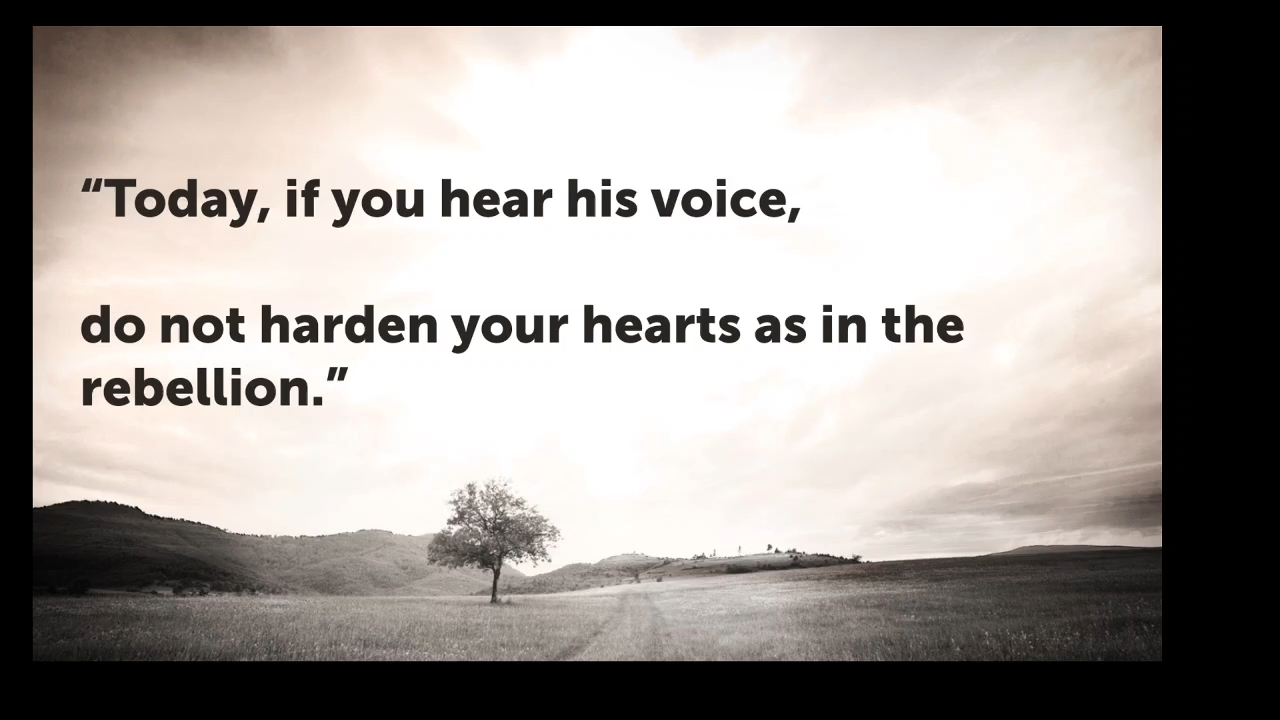 “Today, if you hear his voice,
do not harden your hearts as in the
rebellion.”